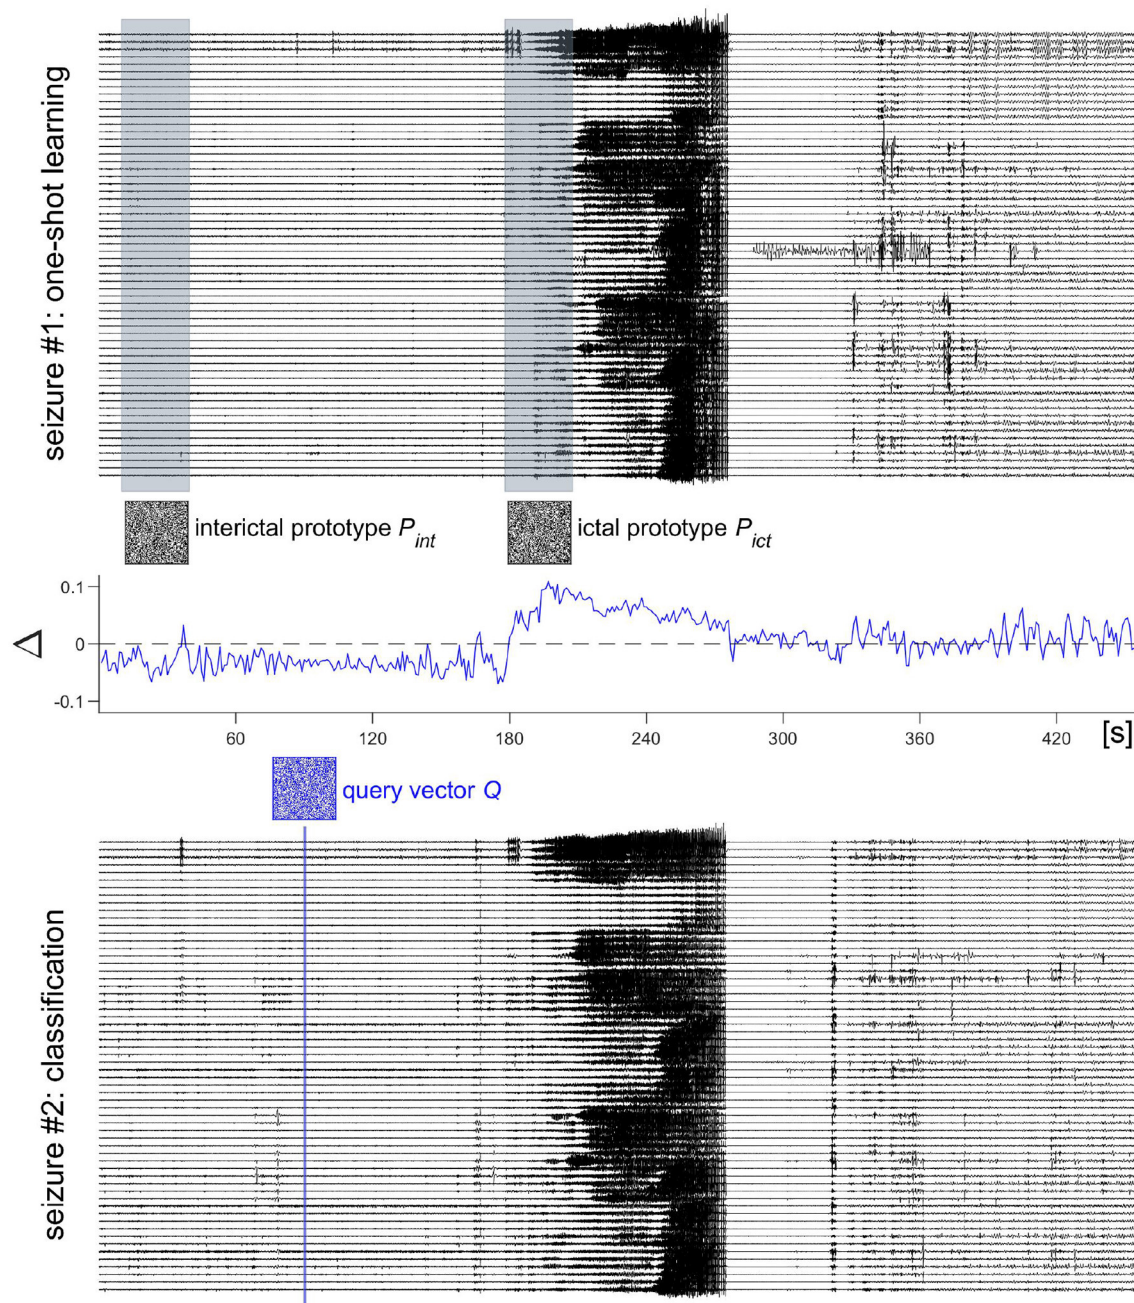 seizure #1: one-shot learning
interictal prototype P_int
ictal prototype P_ict
Δ
0.1
0
-0.1
60 120 180 240 300 360 420 [s]
query vector Q
seizure #2: classification